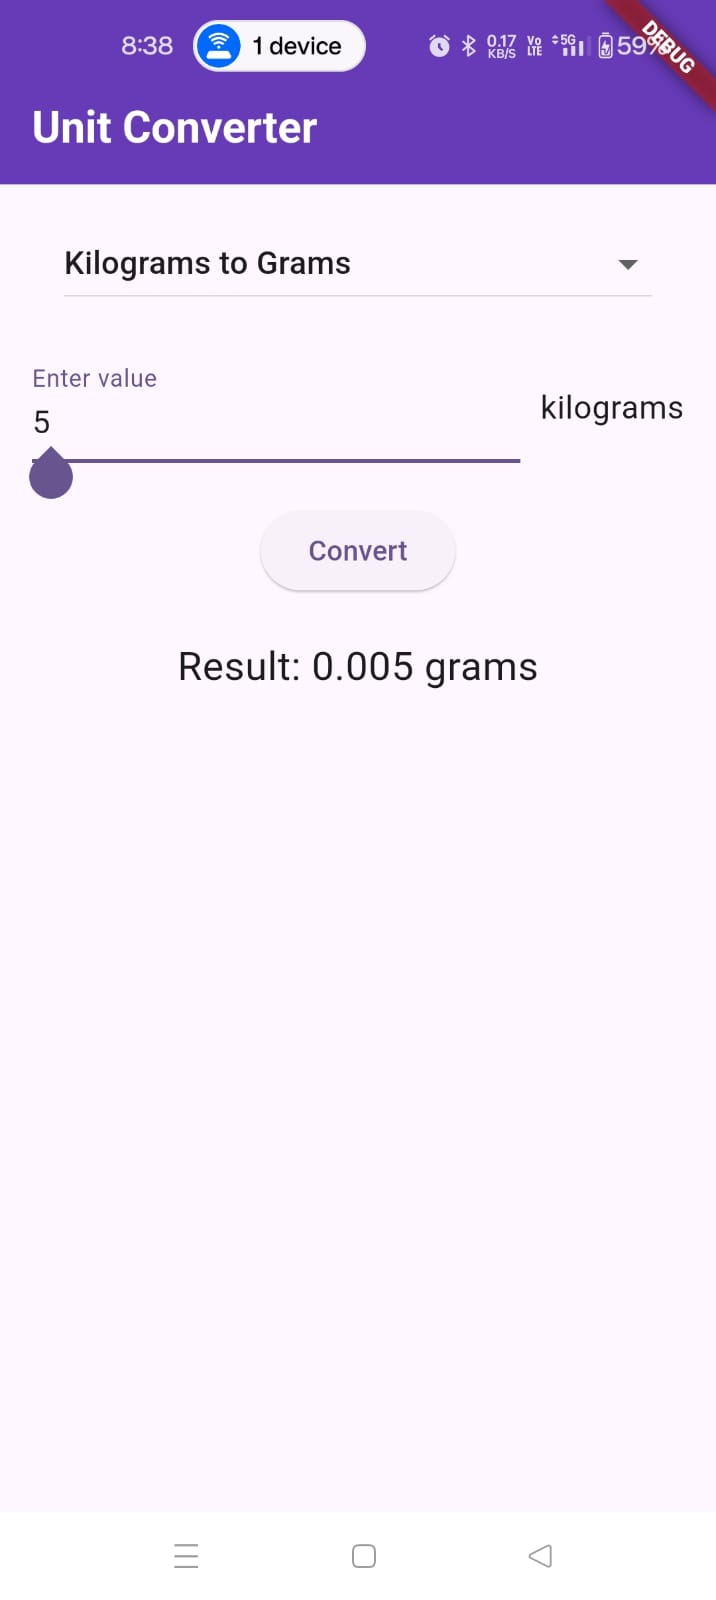 8:38 1 device 0.17 KB/S Vo LTE 5G 59% DEBUG
Unit Converter
Kilograms to Grams
Enter value
5 kilograms
Convert
Result: 0.005 grams